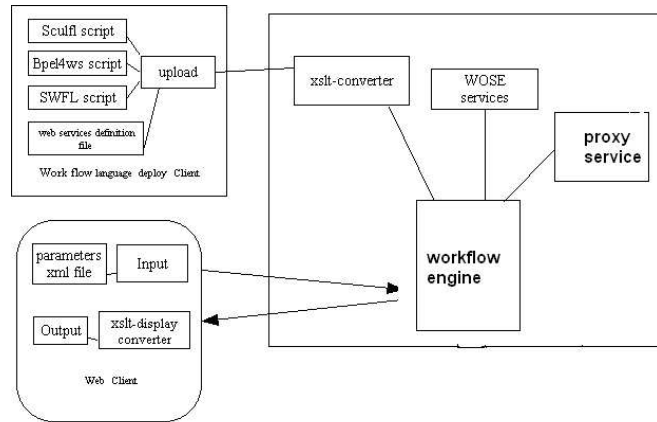 Sculfl script
Bpel4ws script
SWFL script
web services definition
file
upload
Work flow language deploy Client
xslt-converter
WOSE
services
proxy
service
workflow
engine
parameters
xml file
Input
Output
xslt-display
converter
Web Client